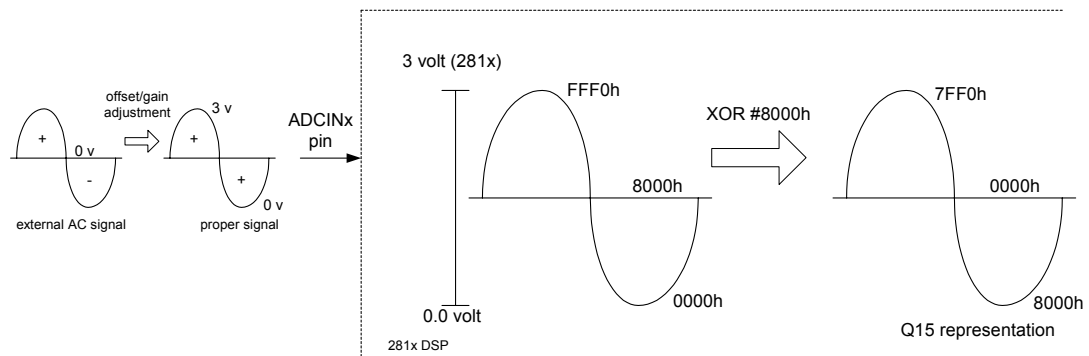 offset/gain
adjustment
3 v
+
0 v
-
external AC signal
+
0 v
proper signal
ADCINx
pin
3 volt (281x)
FFF0h
8000h
0000h
0.0 volt
281x DSP
XOR #8000h
7FF0h
0000h
8000h
Q15 representation